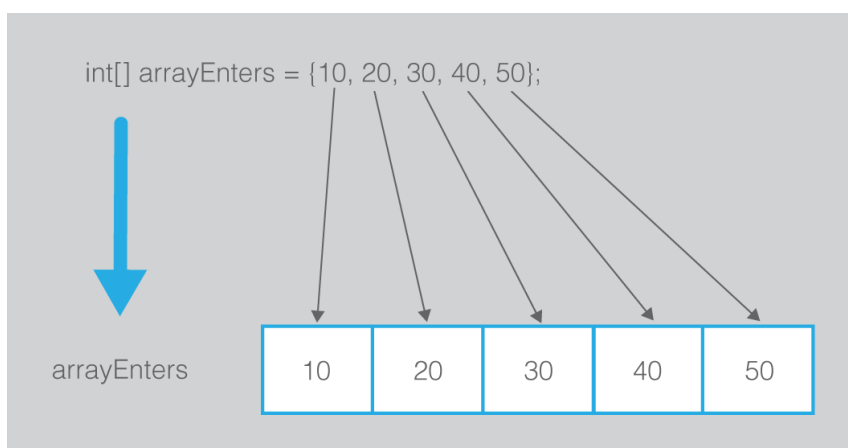 int[] arrayEnters = {10, 20, 30, 40, 50};
arrayEnters 10 20 30 40 50